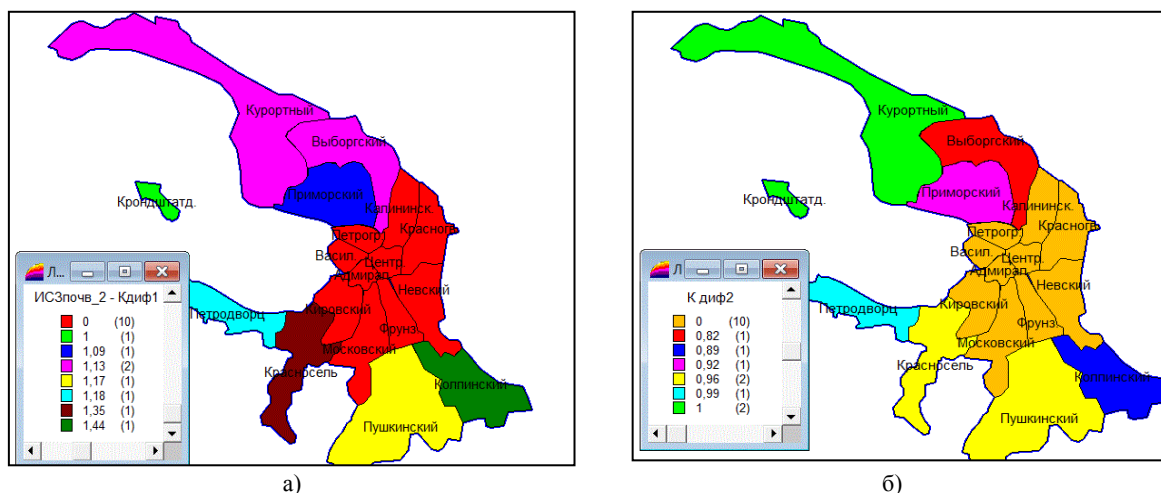 Курортный
Выборгский
Приморский
Крондштатд.
Калининск.
Красногв.
Петрогр.
Васил.
Центр.
Адмирал.
Невский
Кировский
Петродворц
Фрунз.
Московский
Красносель
Колпинский
Пушкинский
Л...
ИСЗпочв_2 - Кдиф1
0 (10)
1 (1)
1,09 (1)
1,13 (2)
1,17 (1)
1,18 (1)
1,35 (1)
1,44 (1)
а)
Курортный
Выборгский
Приморский
Крондштатд.
Калининск.
Красногв.
Петрогр.
Васил.
Центр.
Адмирал.
Невский
Кировский
Петродворц
Фрунз.
Московский
Красносель
Колпинский
Пушкинский
Л
К диф2
0 (10)
0,82 (1)
0,89 (1)
0,92 (1)
0,96 (2)
0,99 (1)
1 (2)
б)